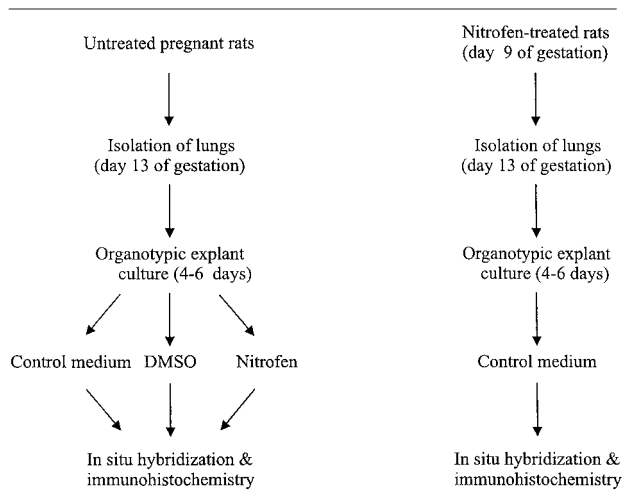 Untreated pregnant rats
Isolation of lungs
(day 13 of gestation)
Organotypic explant
culture (4-6 days)
Control medium DMSO Nitrofen
In situ hybridization &
immunohistochemistry
Nitrofen-treated rats
(day 9 of gestation)
Isolation of lungs
(day 13 of gestation)
Organotypic explant
culture (4-6 days)
Control medium
In situ hybridization &
immunohistochemistry